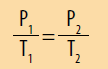 P₁/T₁ = P₂/T₂